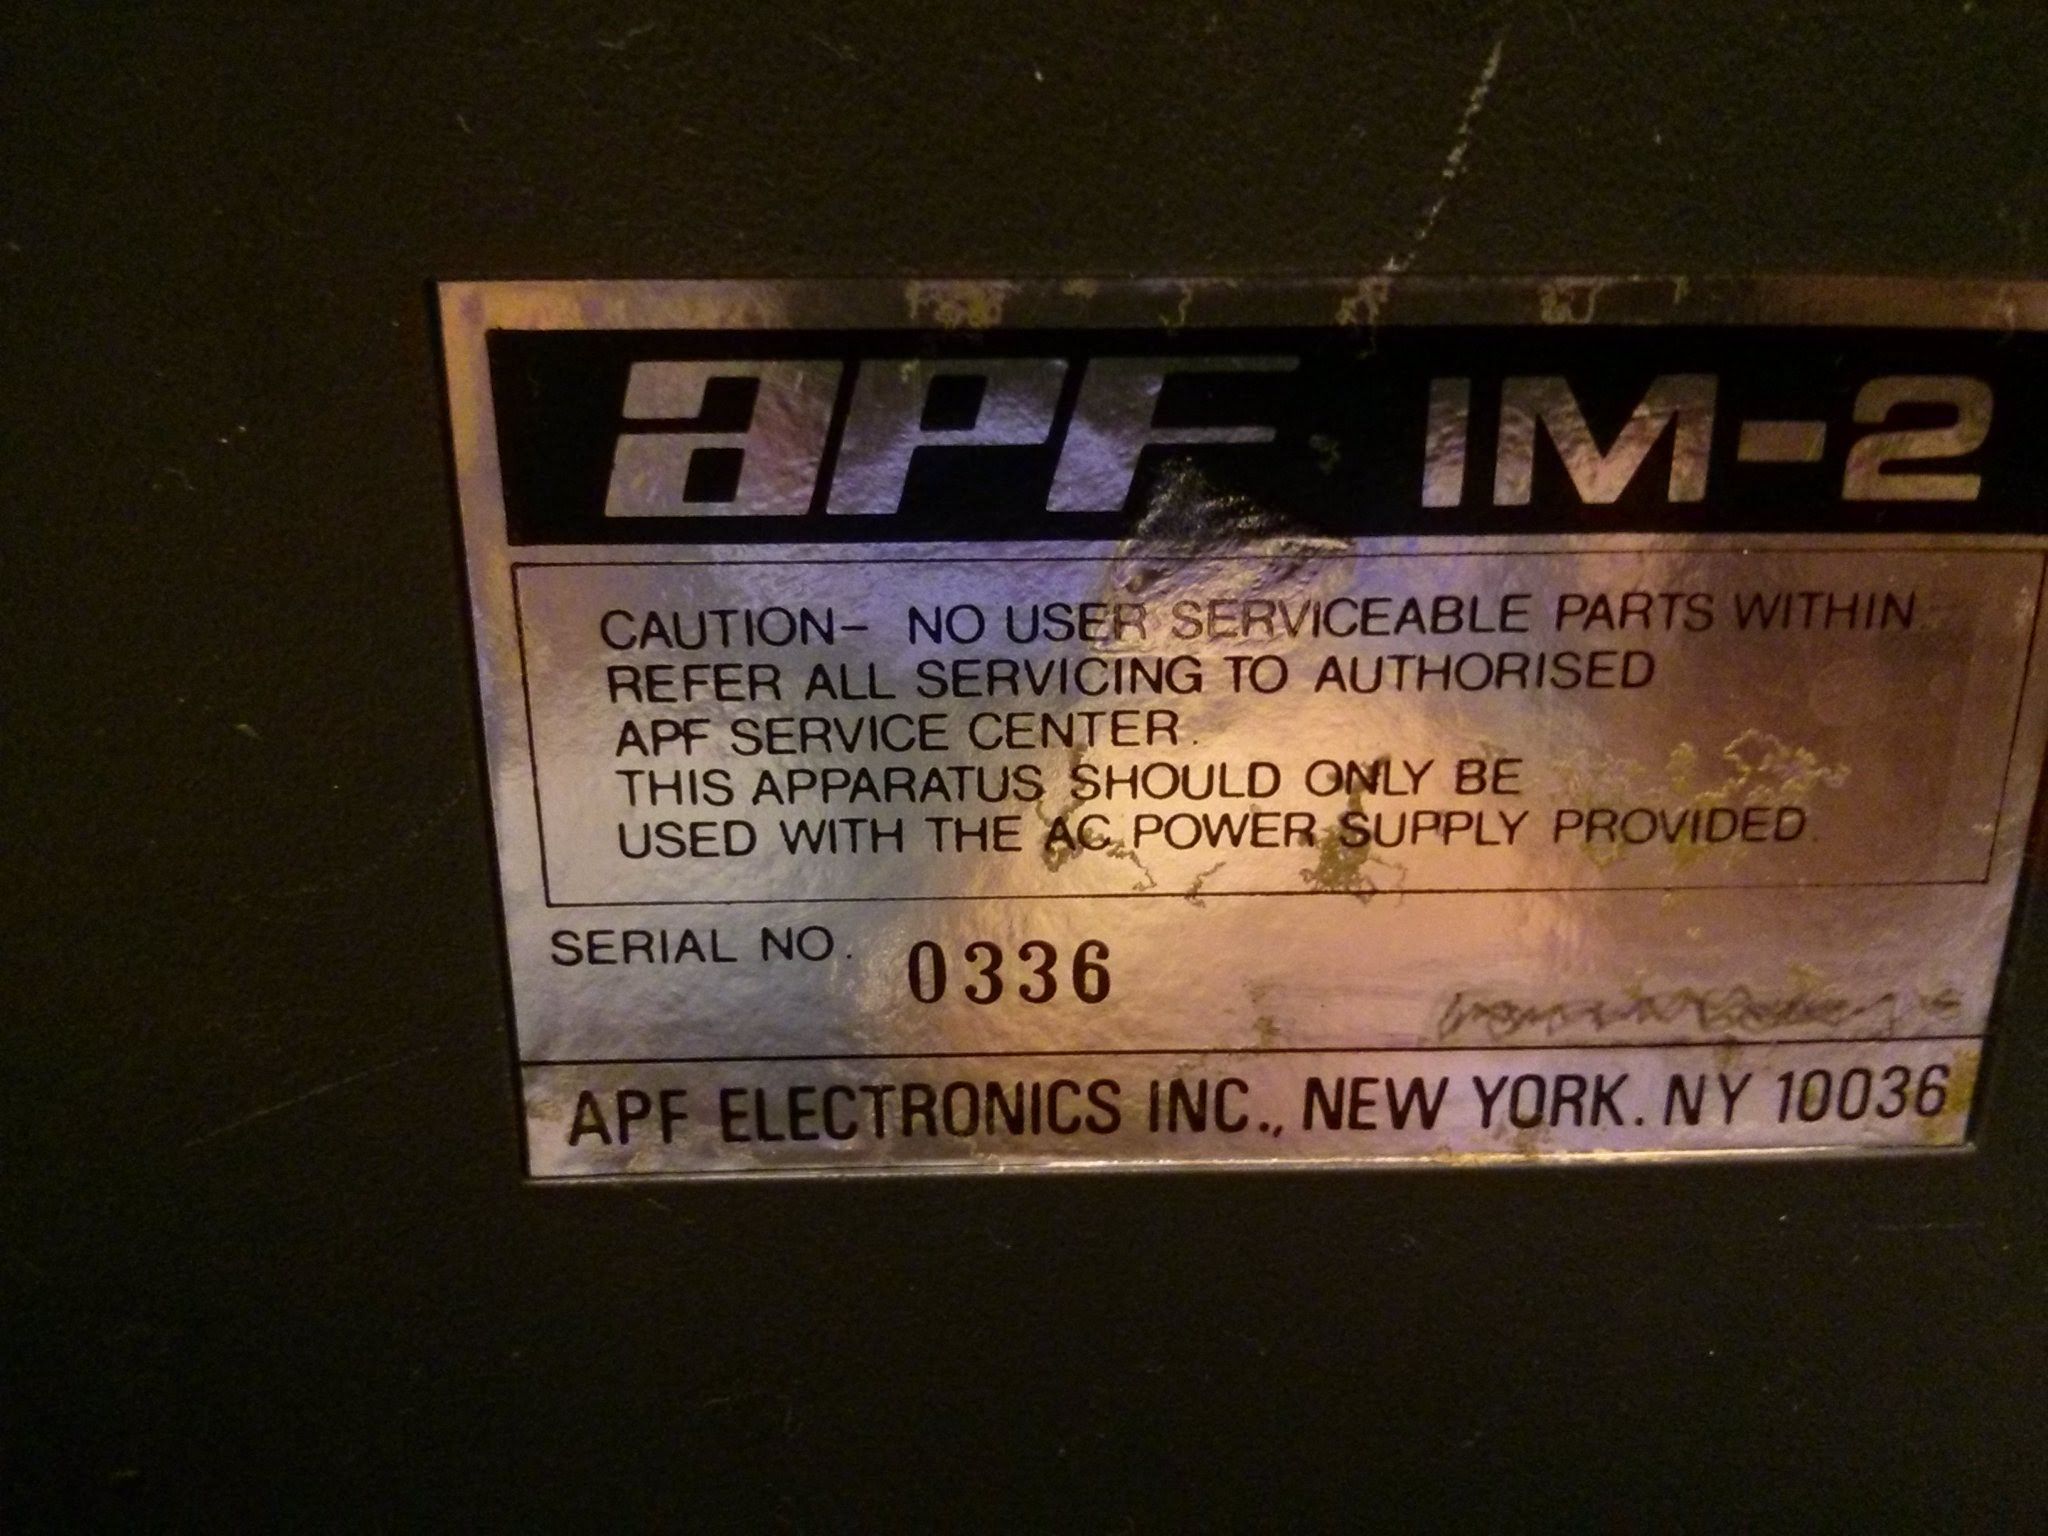 aPF IM-2
CAUTION- NO USER SERVICEABLE PARTS WITHIN.
REFER ALL SERVICING TO AUTHORISED
APF SERVICE CENTER.
THIS APPARATUS SHOULD ONLY BE
USED WITH THE AC POWER SUPPLY PROVIDED.
SERIAL NO. 0336
APF ELECTRONICS INC., NEW YORK. NY 10036